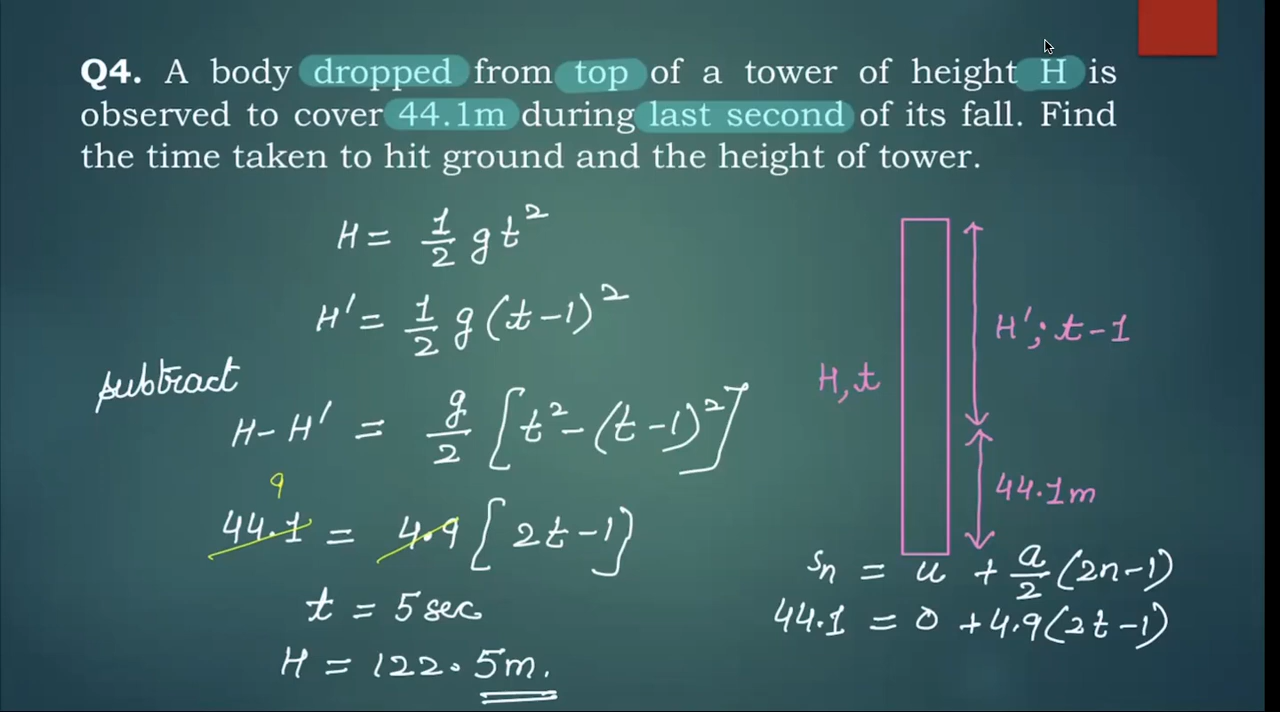 Q4. A body dropped from top of a tower of height H is
observed to cover 44.1m during last second of its fall. Find
the time taken to hit ground and the height of tower.
H = 1/2 gt²
H' = 1/2 g(t-1)²
subtract
H-H' = g/2 [t²-(t-1)²]
9
44.1 = 4.9[2t-1]
t = 5sec
H = 122.5m.
H, t
H'; t-1
44.1m
Sn = u + a/2 (2n-1)
44.1 = 0 + 4.9(2t-1)